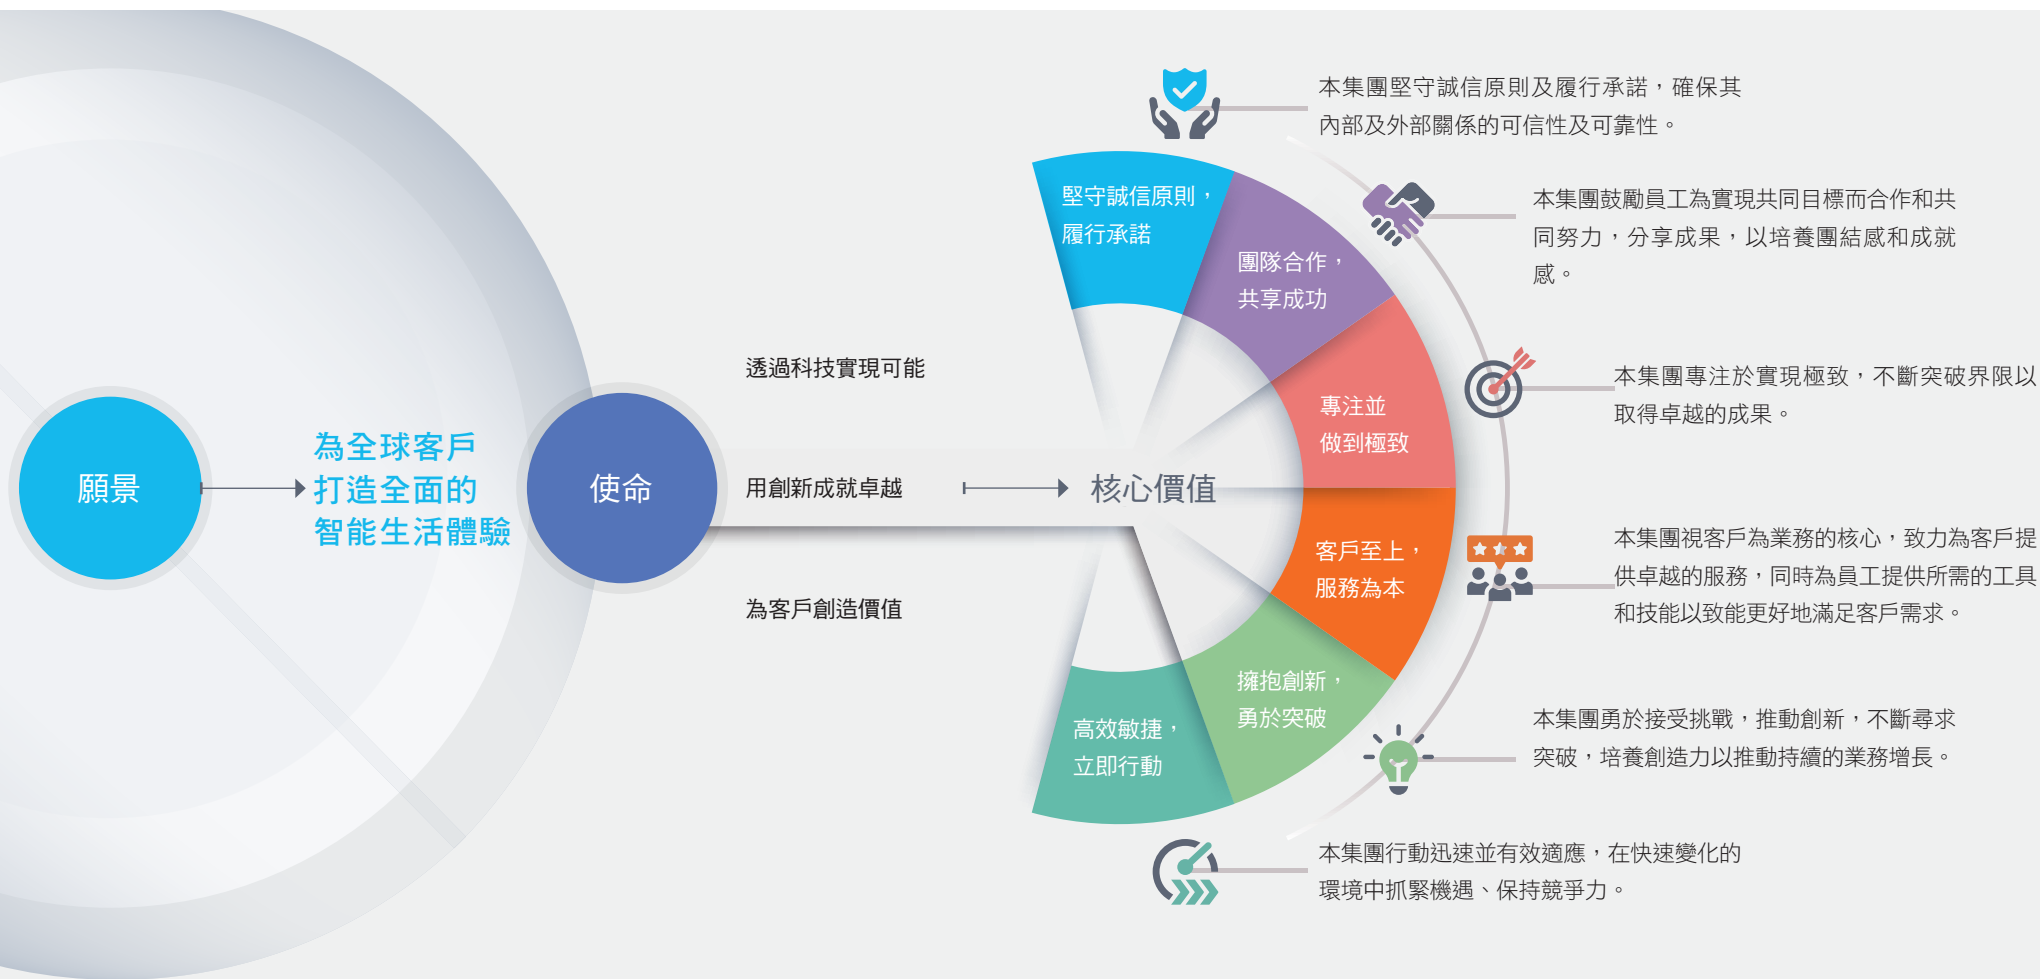 願景
為全球客戶
打造全面的
智能生活體驗
使命
透過科技實現可能
用創新成就卓越
為客戶創造價值
核心價值
堅守誠信原則，
履行承諾
本集團堅守誠信原則及履行承諾，確保其
內部及外部關係的可信性及可靠性。
團隊合作，
共享成功
本集團鼓勵員工為實現共同目標而合作和共
同努力，分享成果，以培養團結感和成就
感。
專注並
做到極致
本集團專注於實現極致，不斷突破界限以
取得卓越的成果。
客戶至上，
服務為本
本集團視客戶為業務的核心，致力為客戶提
供卓越的服務，同時為員工提供所需的工具
和技能以致能更好地滿足客戶需求。
擁抱創新，
勇於突破
本集團勇於接受挑戰，推動創新，不斷尋求
突破，培養創造力以推動持續的業務增長。
高效敏捷，
立即行動
本集團行動迅速並有效適應，在快速變化的
環境中抓緊機遇、保持競爭力。